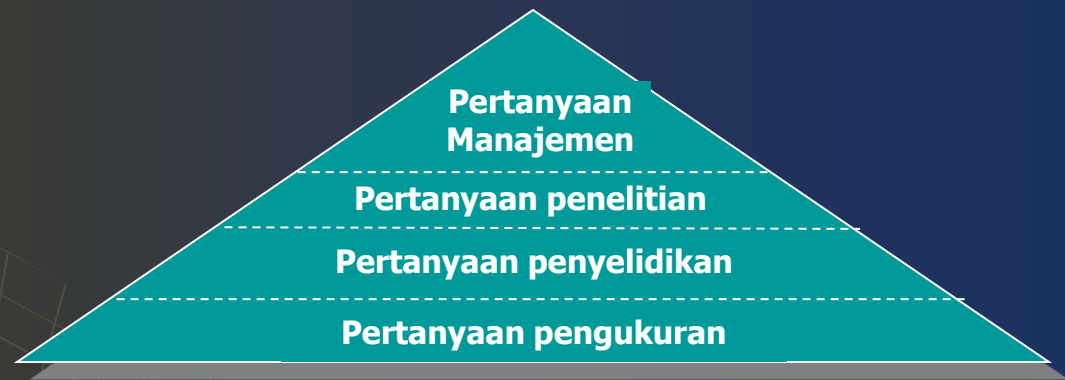 Pertanyaan
Manajemen
Pertanyaan penelitian
Pertanyaan penyelidikan
Pertanyaan pengukuran